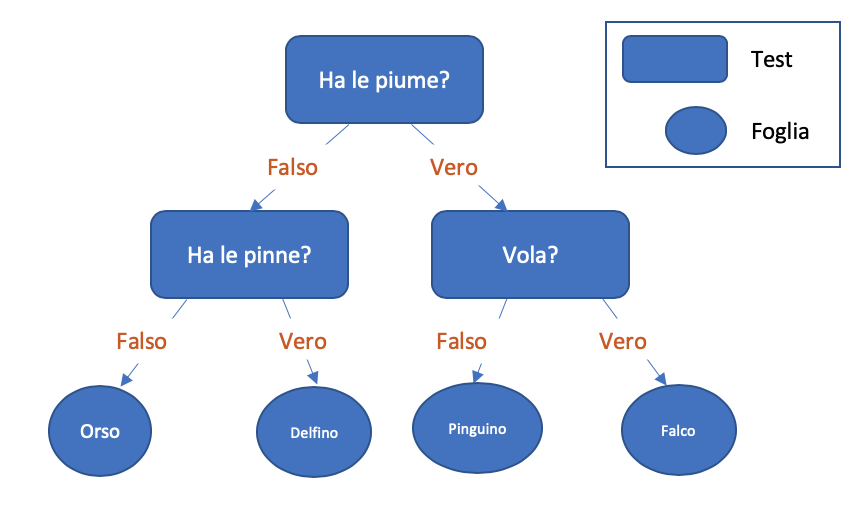 Ha le piume?
Test
Foglia
Falso
Vero
Ha le pinne?
Vola?
Falso
Vero
Falso
Vero
Orso
Delfino
Pinguino
Falco